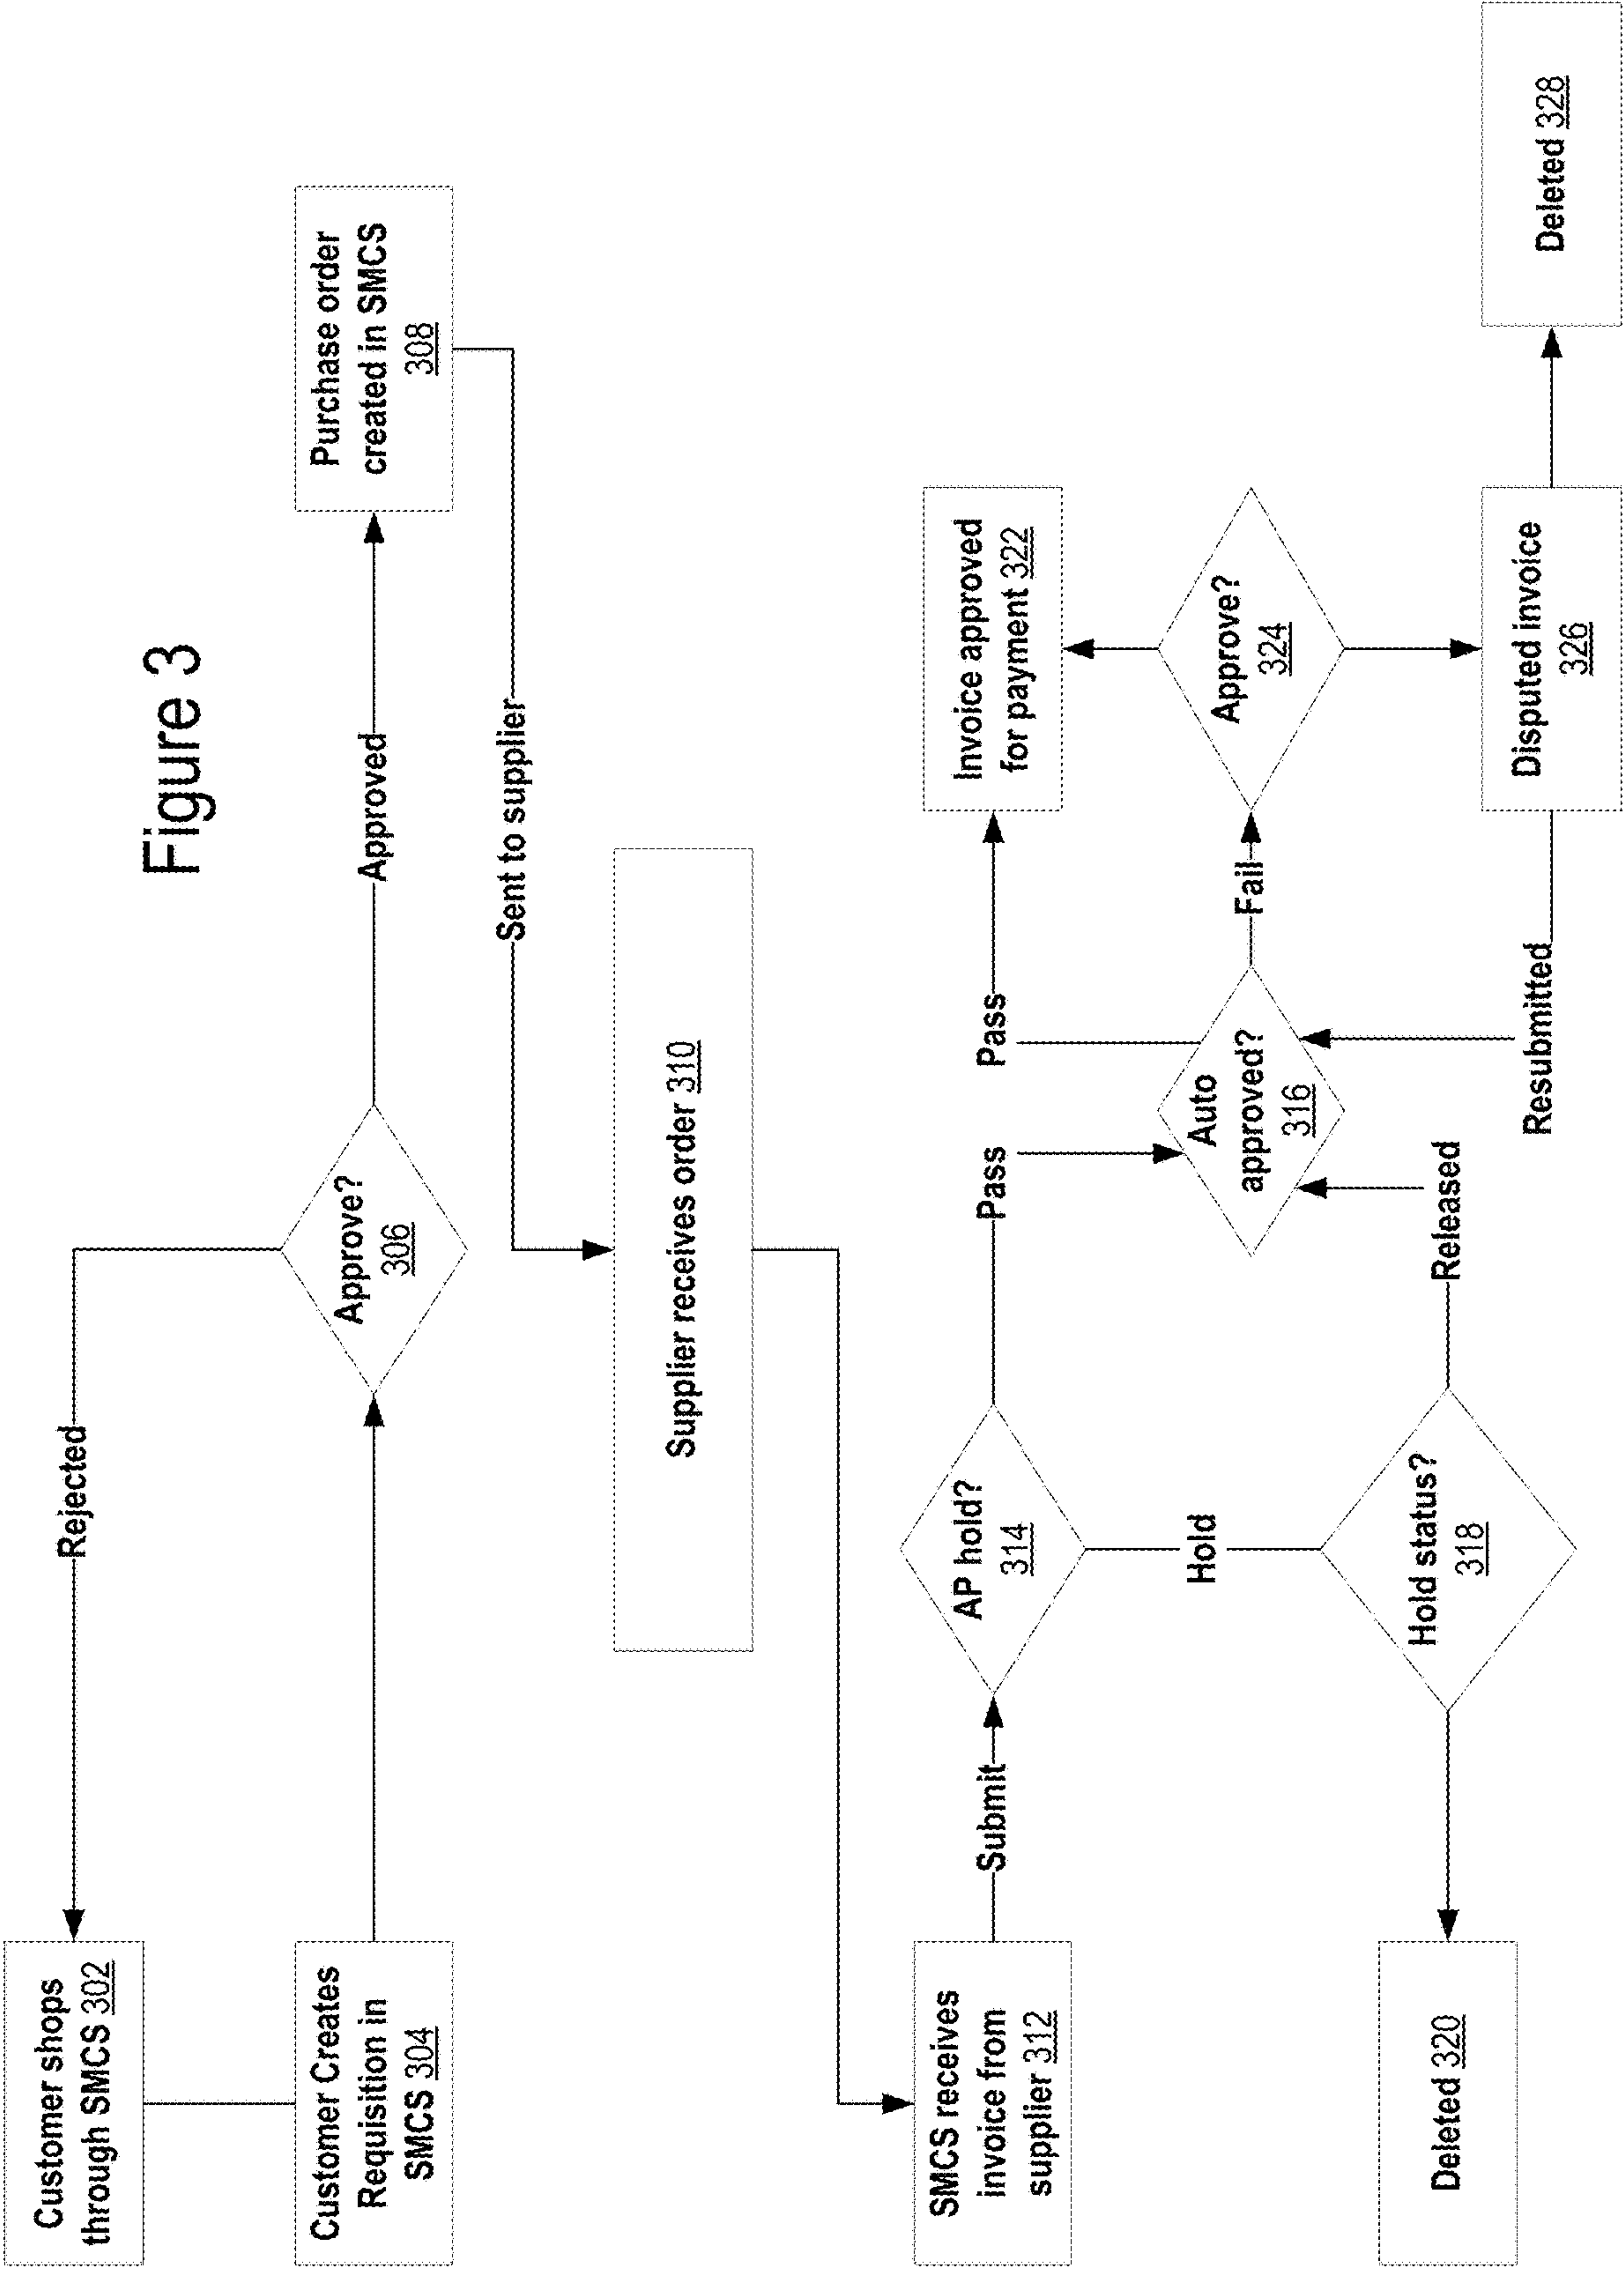 Figure 3
Customer shops
through SMCS 302
Rejected
Customer Creates
Requisition in
SMCS 304
Approve?
306
Approved
Purchase order
created in SMCS
308
Sent to supplier
Supplier receives order 310
SMCS receives
invoice from
supplier 312
Submit
AP hold?
314
Pass
Pass
Invoice approved
for payment 322
Hold
Auto
approved?
316
Fail
Approve?
324
Hold status?
318
Released
Resubmitted
Disputed invoice
326
Deleted 320
Deleted 328